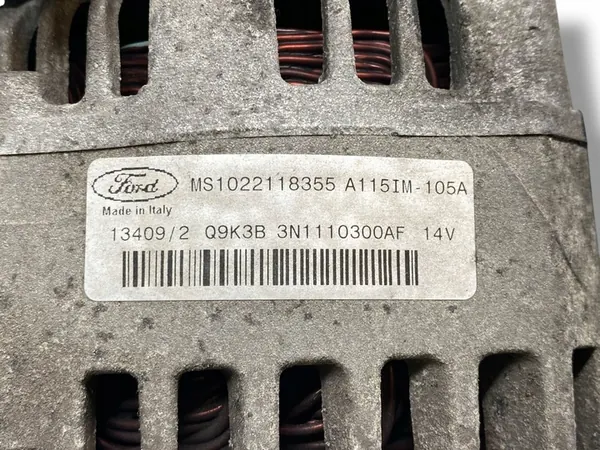 Ford MS1022118355 A115IM-105A
Made in Italy
13409/2 Q9K3B 3N1110300AF 14V